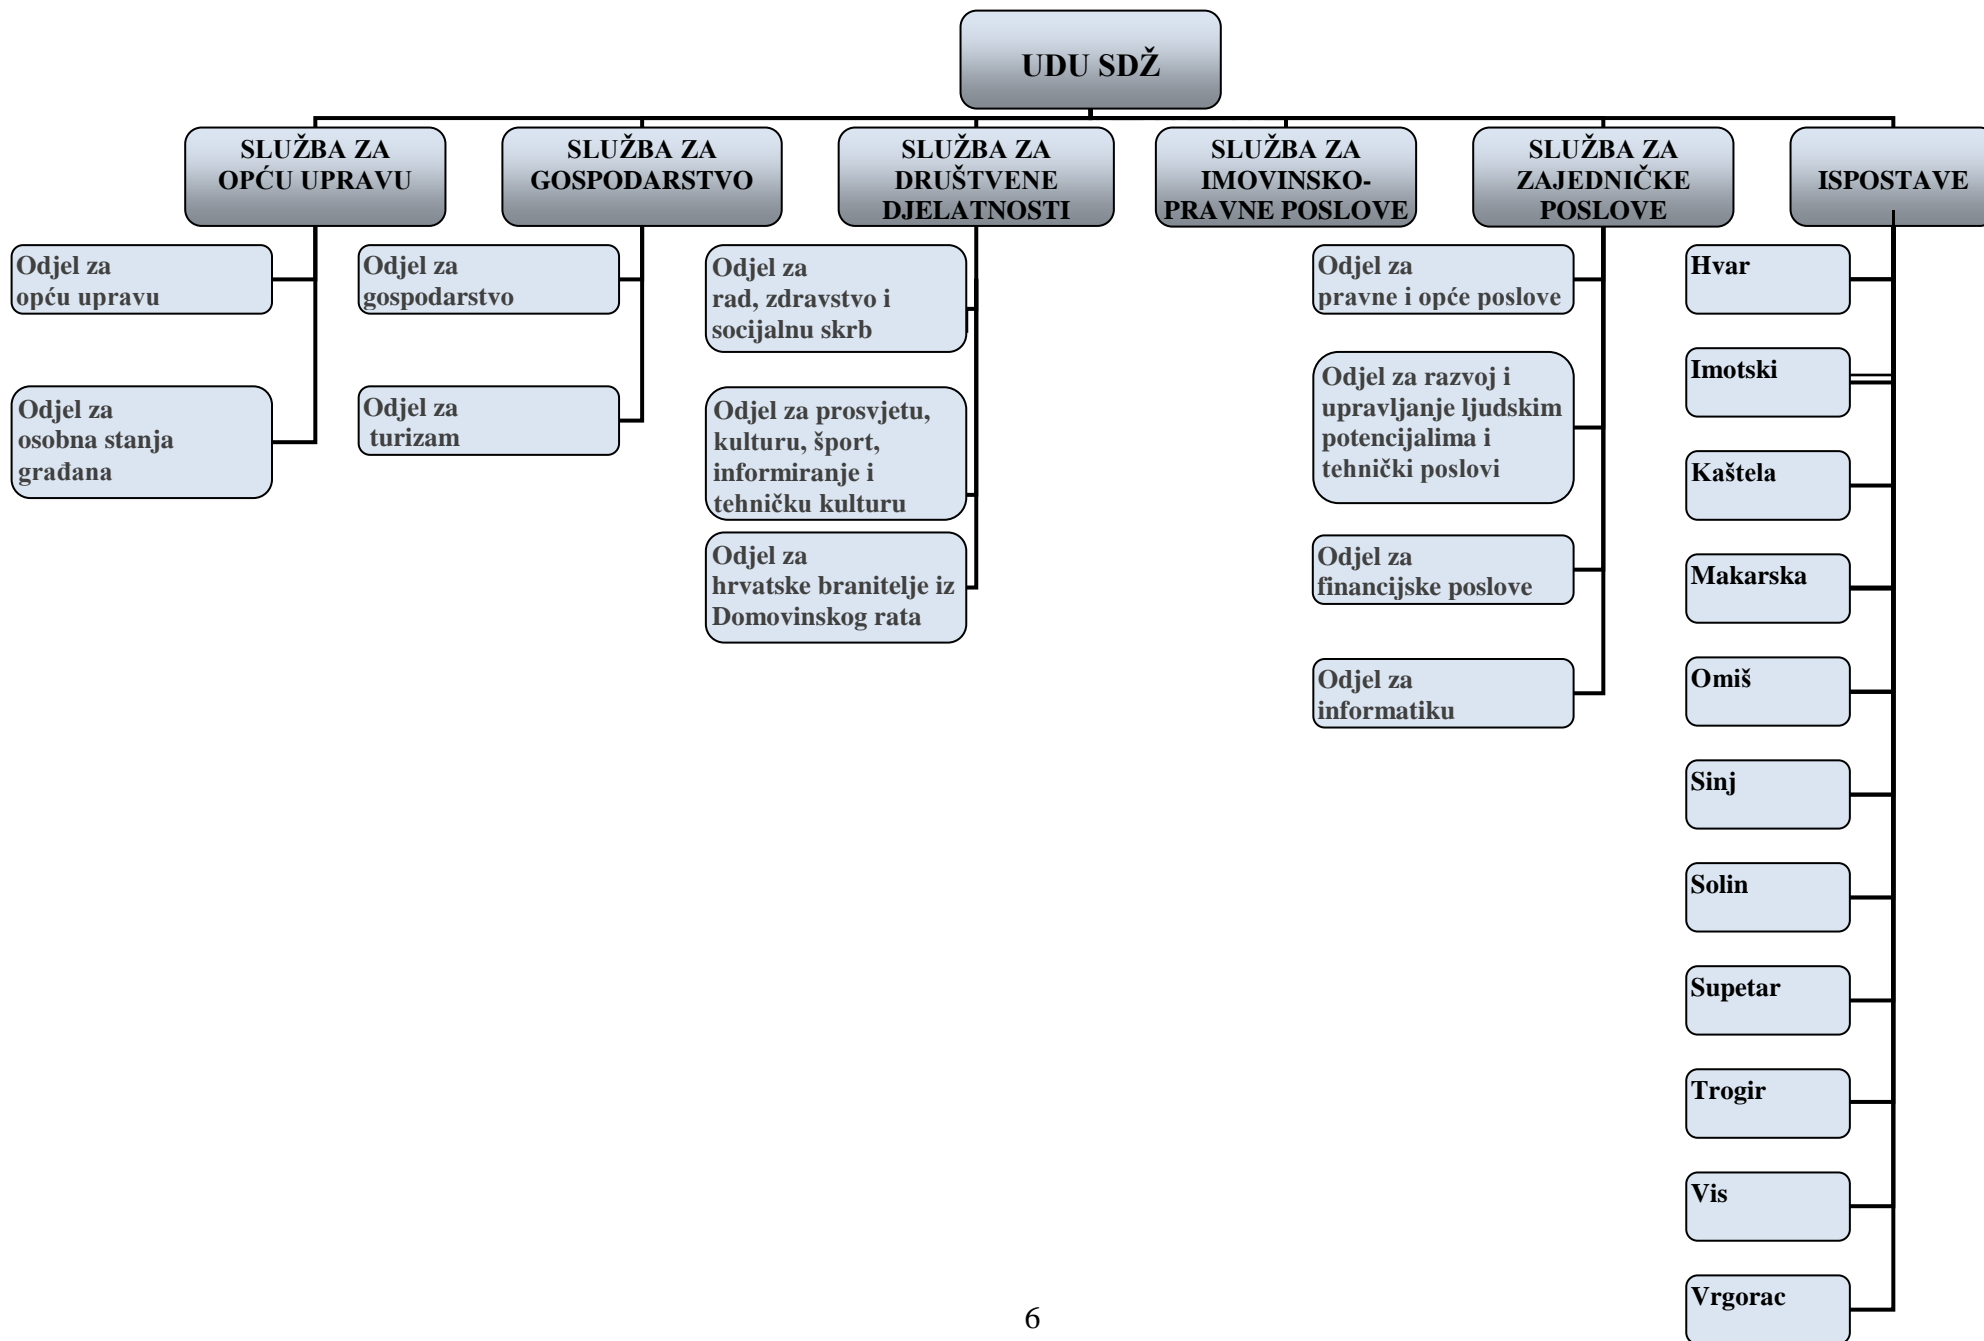 UDU SDŽ
SLUŽBA ZA
OPĆU UPRAVU
SLUŽBA ZA
GOSPODARSTVO
SLUŽBA ZA
DRUŠTVENE
DJELATNOSTI
SLUŽBA ZA
IMOVINSKO-
PRAVNE POSLOVE
SLUŽBA ZA
ZAJEDNIČKE
POSLOVE
ISPOSTAVE
Odjel za
opću upravu
Odjel za
osobna stanja
građana
Odjel za
gospodarstvo
Odjel za
turizam
Odjel za
rad, zdravstvo i
socijalnu skrb
Odjel za prosvjetu,
kulturu, šport,
informiranje i
tehničku kulturu
Odjel za
hrvatske branitelje iz
Domovinskog rata
Odjel za
pravne i opće poslove
Odjel za razvoj i
upravljanje ljudskim
potencijalima i
tehnički poslovi
Odjel za
financijske poslove
Odjel za
informatiku
Hvar
Imotski
Kaštela
Makarska
Omiš
Sinj
Solin
Supetar
Trogir
Vis
Vrgorac
6